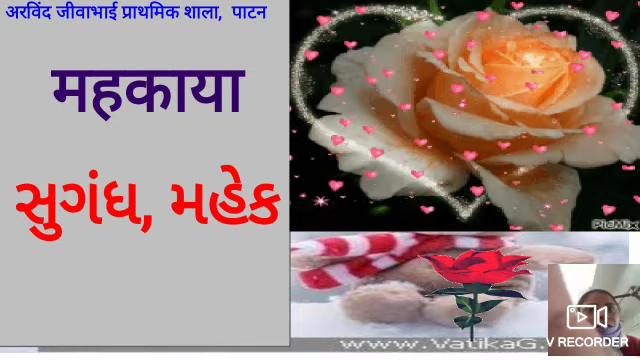 अरविंद जीवाभाई प्राथमिक शाला, पाटन
महकाया
સુગંધ, મહેક
PicMix
www.VatikaG.
V RECORDER